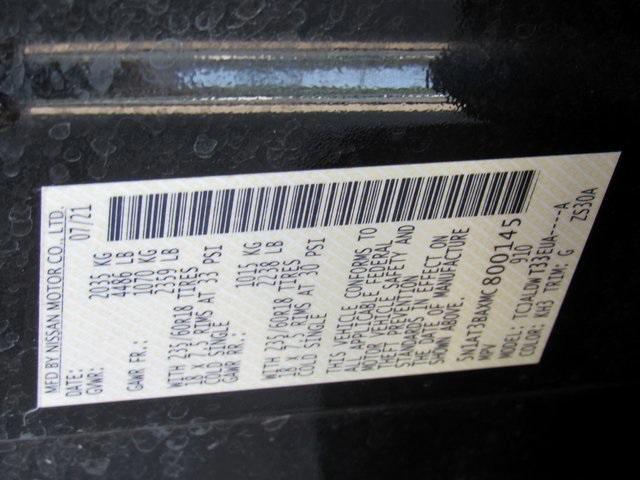 MFD BY NISSAN MOTOR CO., LTD.
DATE: 07/21
GVWR: 2035 KG
4486 LB
GAWR FR.: 1070 KG
2359 LB
WITH 235/60R18 TIRES
18 X 7.5 RIMS AT 33 PSI
COLD SINGLE
GAWR RR.: 1015 KG
2238 LB
WITH 235/60R18 TIRES
18 X 7.5 RIMS AT 30 PSI
COLD SINGLE
THIS VEHICLE CONFORMS TO
ALL APPLICABLE FEDERAL
MOTOR VEHICLE SAFETY AND
THEFT PREVENTION
STANDARDS IN EFFECT ON
THE DATE OF MANUFACTURE
SHOWN ABOVE.
5N1AT3BAXMC800145
MPV 910
MODEL: TCJALDWT33EUA-----A
COLOR: KH3 TRIM: G ZS30A